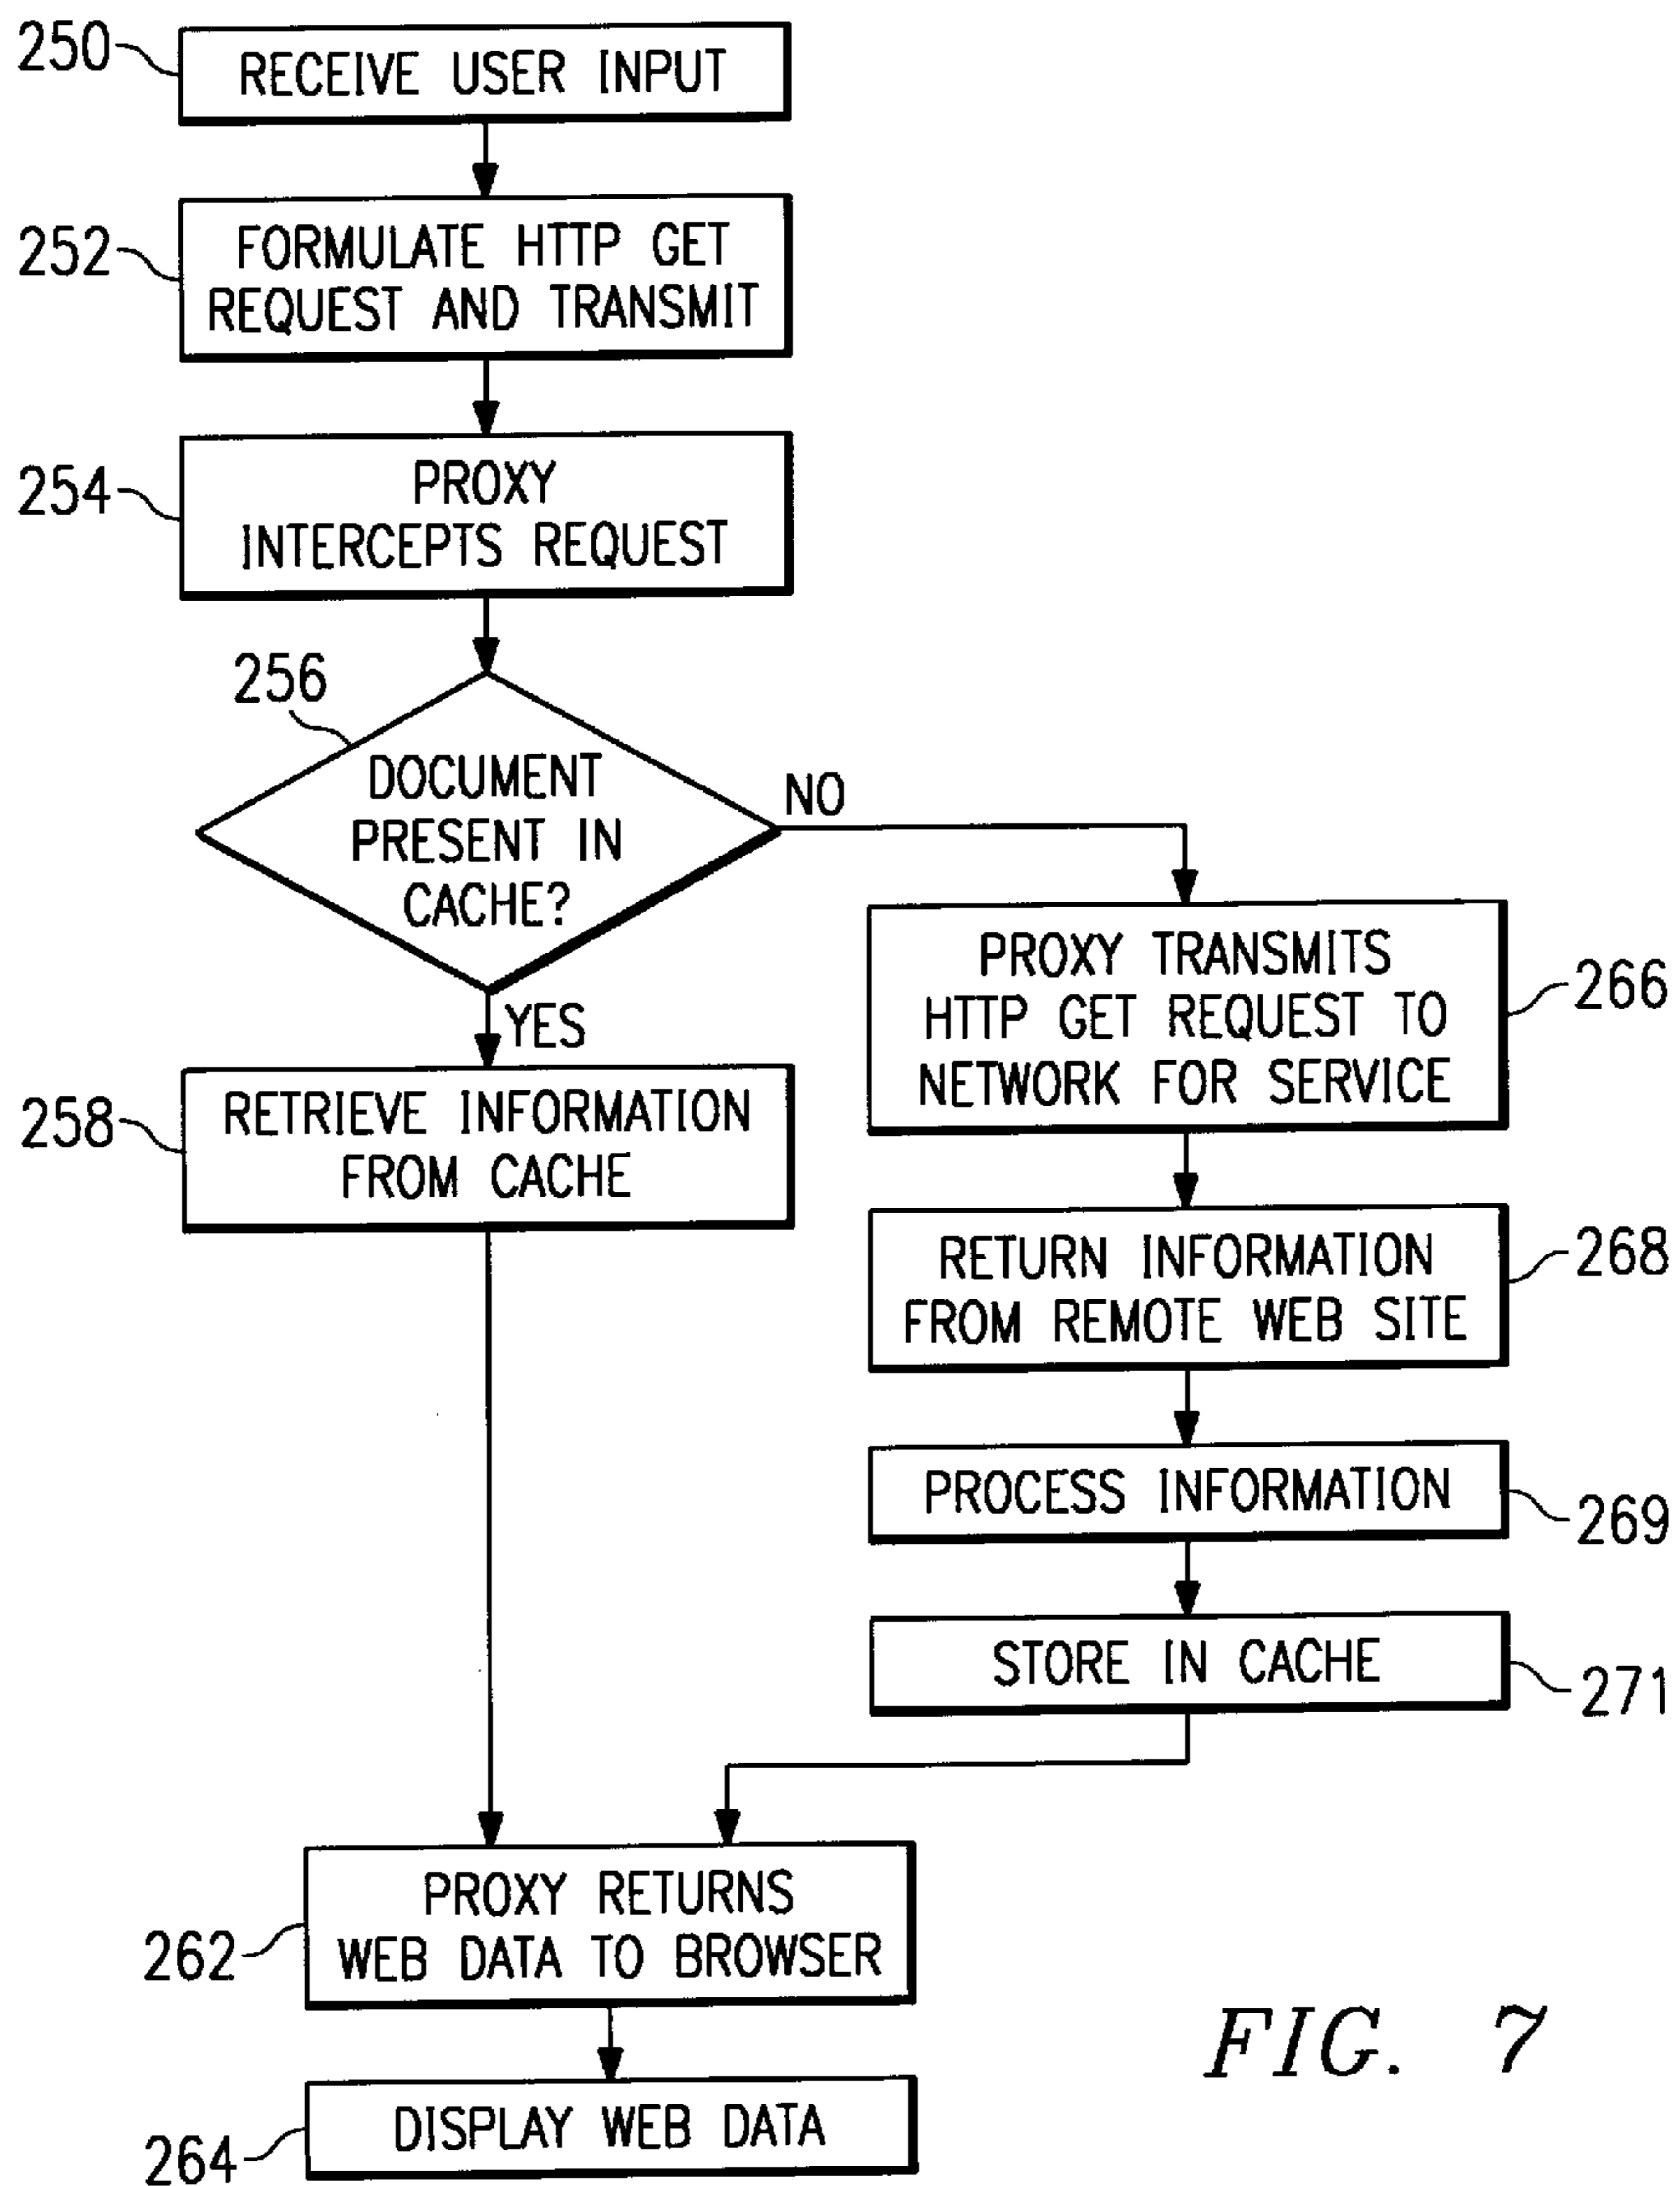 250
RECEIVE USER INPUT
252
FORMULATE HTTP GET
REQUEST AND TRANSMIT
254
PROXY
INTERCEPTS REQUEST
256
DOCUMENT
PRESENT IN
CACHE?
NO
YES
258
RETRIEVE INFORMATION
FROM CACHE
PROXY TRANSMITS
HTTP GET REQUEST TO
NETWORK FOR SERVICE
266
RETURN INFORMATION
FROM REMOTE WEB SITE
268
PROCESS INFORMATION
269
STORE IN CACHE
271
262
PROXY RETURNS
WEB DATA TO BROWSER
264
DISPLAY WEB DATA
FIG. 7